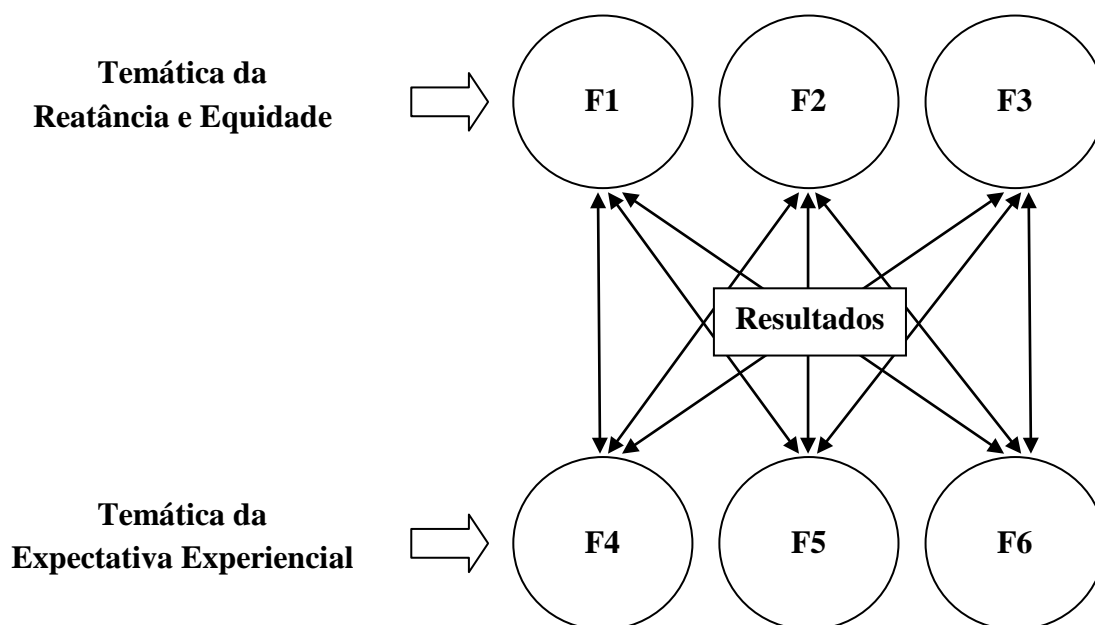 Temática da
Reatância e Equidade
F1
F2
F3
Resultados
Temática da
Expectativa Experiencial
F4
F5
F6